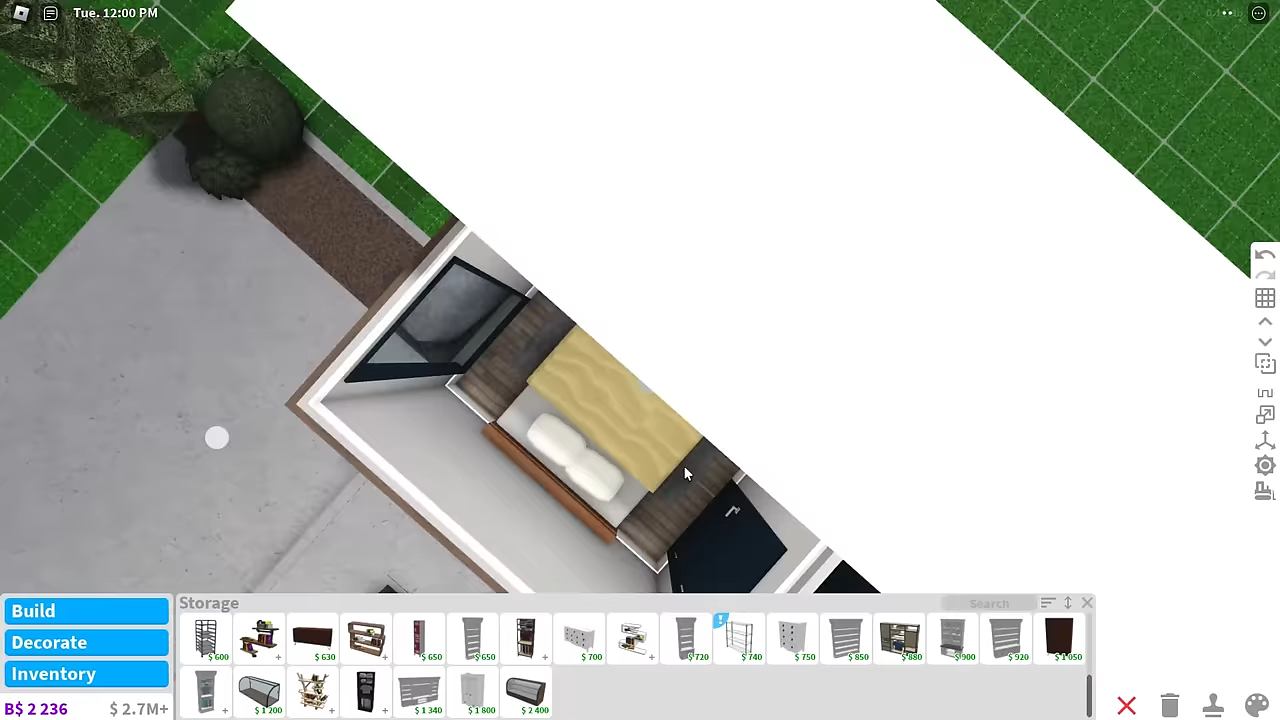 Tue. 12:00 PM
Build
Decorate
Inventory
B$ 2 236
$ 2.7M+
Storage
Search
$ 600
+
$ 630
+
$ 650
$ 650
+
$ 700
+
$ 720
$ 740
$ 750
$ 850
$ 880
$ 900
$ 920
$ 1 050
+
$ 1 200
+
+
$ 1 340
$ 1 800
$ 2 400